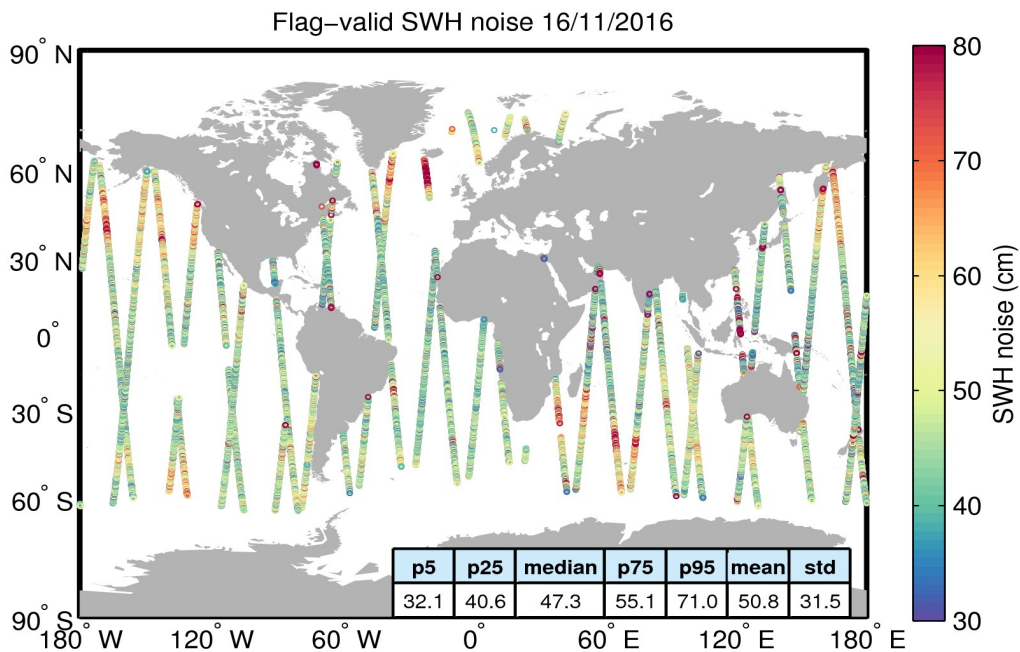 Flag−valid SWH noise 16/11/2016
90° N
60° N
30° N
0°
30° S
60° S
90° S
180° W
120° W
60° W
0°
60° E
120° E
180° E
p5 p25 median p75 p95 mean std
32.1 40.6 47.3 55.1 71.0 50.8 31.5
80
70
60
50
40
30
SWH noise (cm)